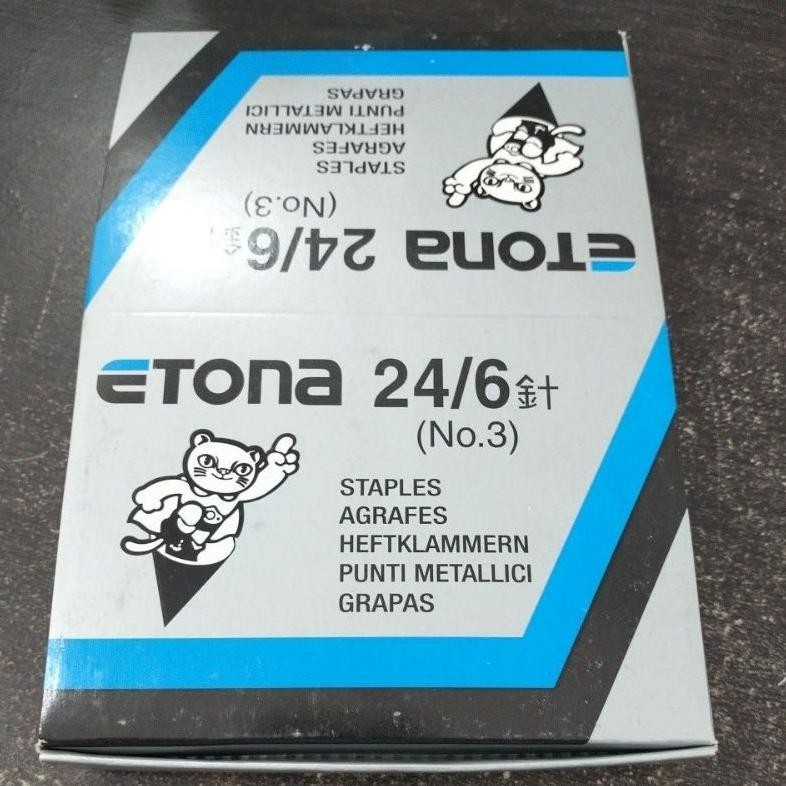 GRAPAS
PUNTI METALLICI
HEFTKLAMMERN
AGRAFES
STAPLES
(No.3)
ETONA 24/6針
ETONA 24/6針
(No.3)
STAPLES
AGRAFES
HEFTKLAMMERN
PUNTI METALLICI
GRAPAS